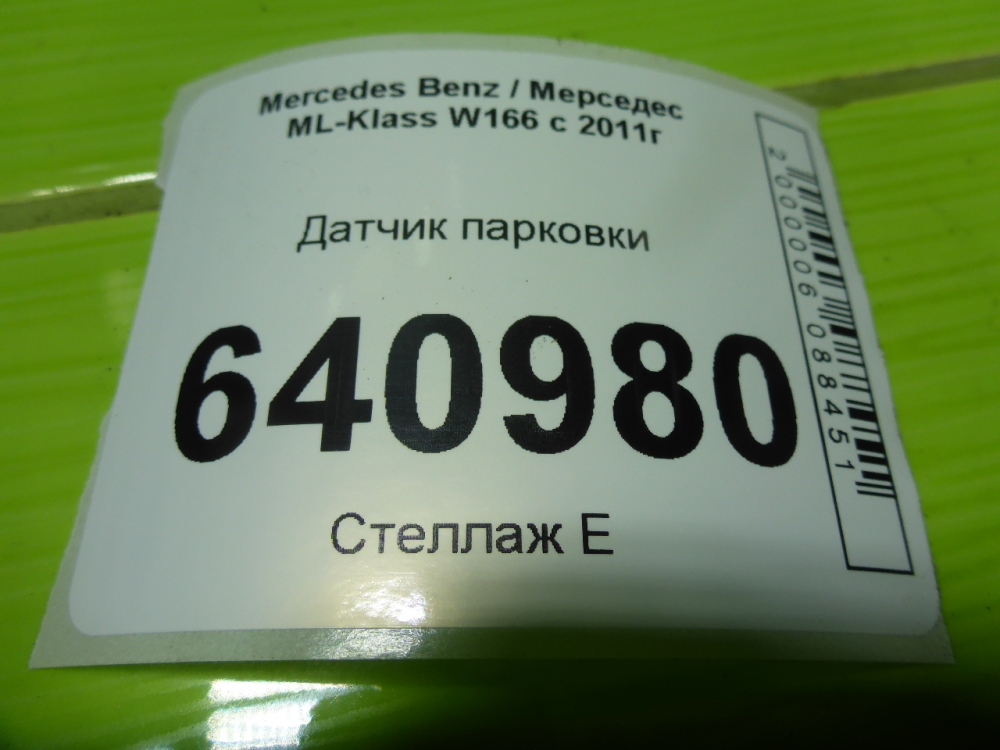 Mercedes Benz / Мерседес
ML-Klass W166 с 2011г
Датчик парковки
640980
Стеллаж Е
2000006088451